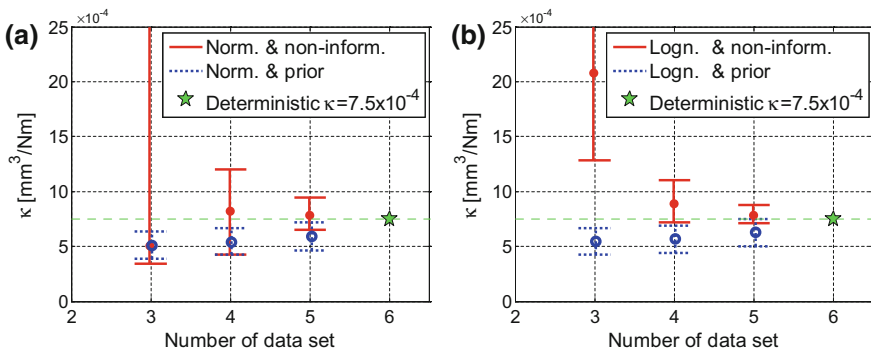 (a)
×10⁻⁴
25
20
15
10
5
0
κ [mm³/Nm]
Norm. & non-inform.
Norm. & prior
Deterministic κ=7.5x10⁻⁴
2 3 4 5 6
Number of data set
(b)
×10⁻⁴
25
20
15
10
5
0
κ [mm³/Nm]
Logn. & non-inform.
Logn. & prior
Deterministic κ=7.5x10⁻⁴
2 3 4 5 6
Number of data set